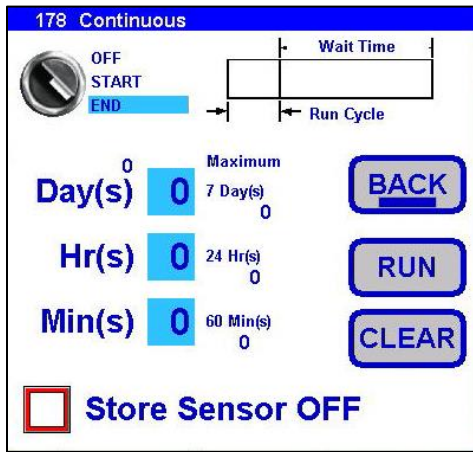 178 Continuous
OFF
START
END
Wait Time
Run Cycle
0
Maximum
Day(s) 0 7 Day(s)
0
BACK
Hr(s) 0 24 Hr(s)
0
RUN
Min(s) 0 60 Min(s)
0
CLEAR
Store Sensor OFF